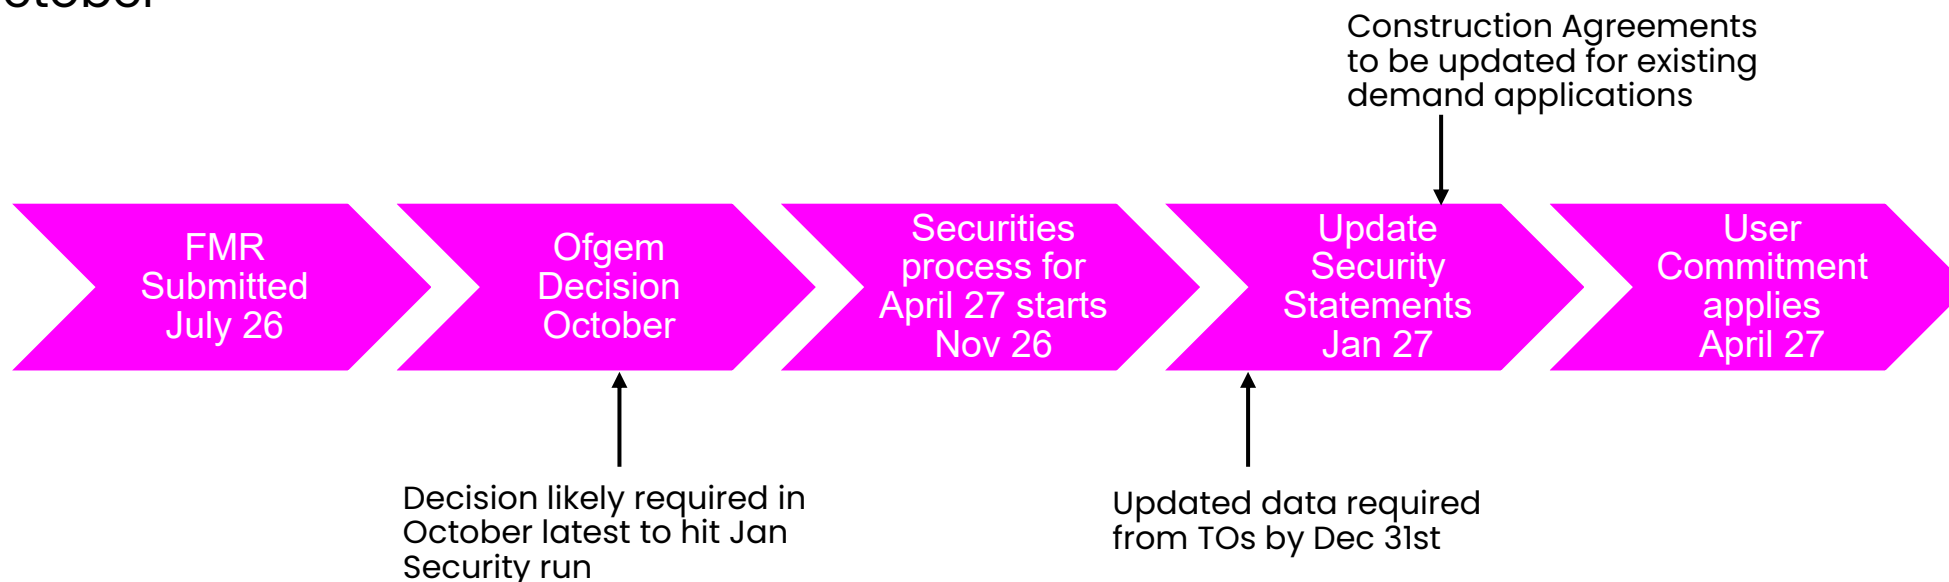 Construction Agreements
to be updated for existing
demand applications
FMR
Submitted
July 26
Ofgem
Decision
October
Securities
process for
April 27 starts
Nov 26
Update
Security
Statements
Jan 27
User
Commitment
applies
April 27
Decision likely required in
October latest to hit Jan
Security run
Updated data required
from TOs by Dec 31st